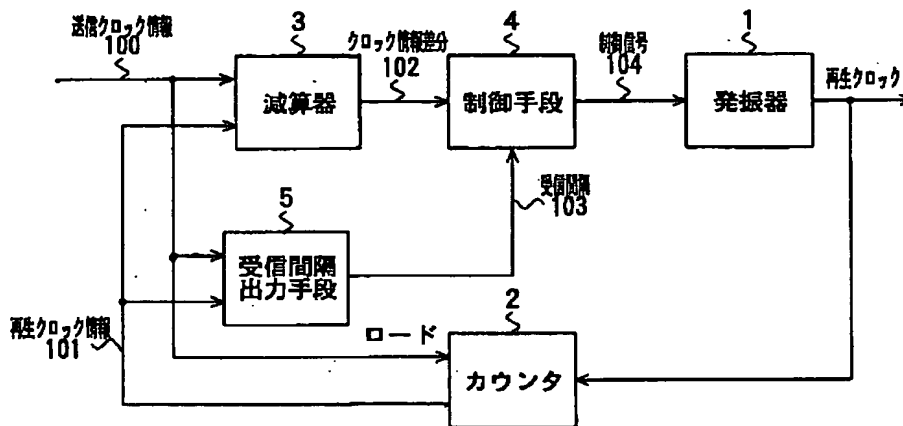 送信クロック情報
100
3
減算器
クロック情報差分
102
4
制御手段
制御信号
104
1
発振器
再生クロック
受信間隔
103
5
受信間隔
出力手段
再生クロック情報
101
ロード
2
カウンタ